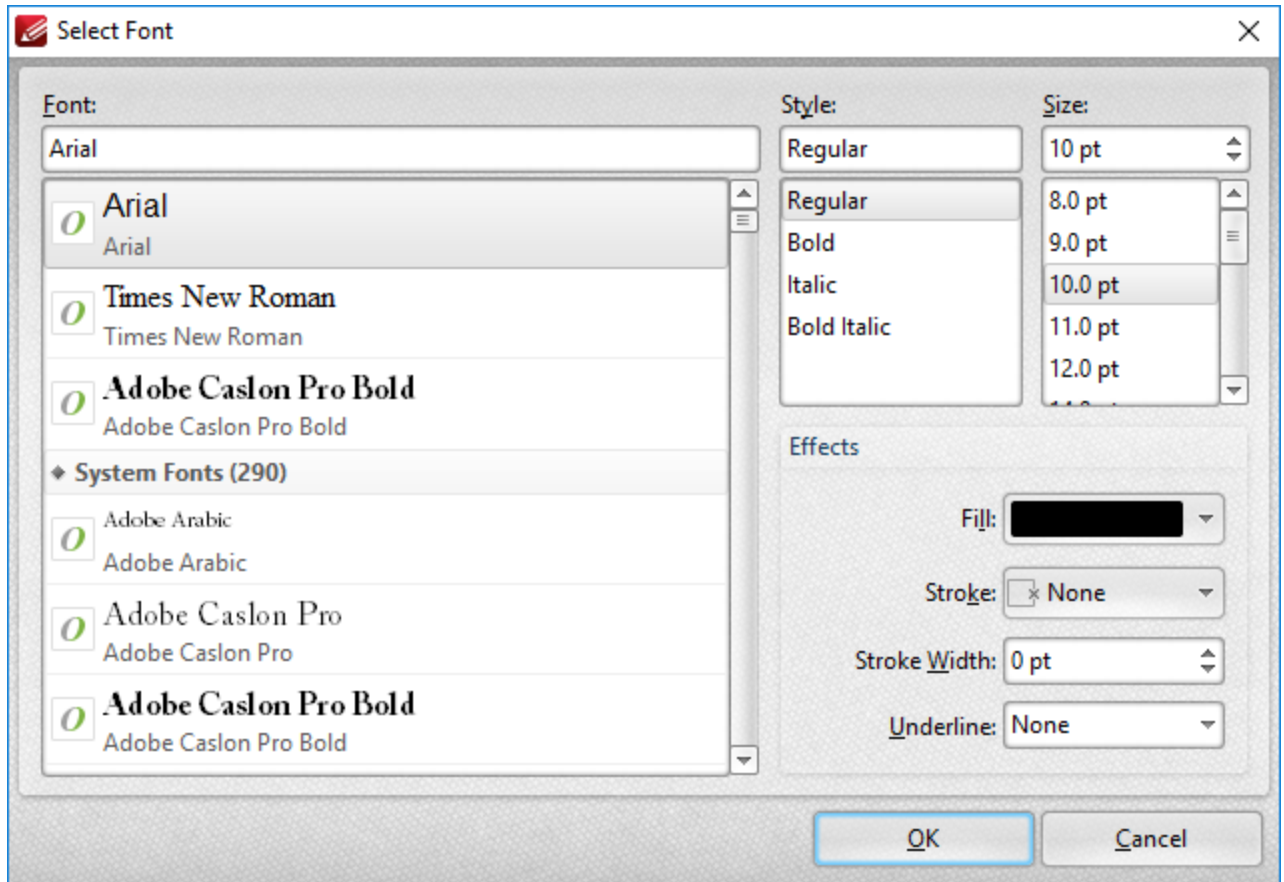 Select Font
Font:
Arial
Arial
Arial
Times New Roman
Times New Roman
Adobe Caslon Pro Bold
Adobe Caslon Pro Bold
System Fonts (290)
Adobe Arabic
Adobe Arabic
Adobe Caslon Pro
Adobe Caslon Pro
Adobe Caslon Pro Bold
Adobe Caslon Pro Bold
Style:
Regular
Regular
Bold
Italic
Bold Italic
Size:
10 pt
8.0 pt
9.0 pt
10.0 pt
11.0 pt
12.0 pt
Effects
Fill:
Stroke: None
Stroke Width: 0 pt
Underline: None
OK
Cancel